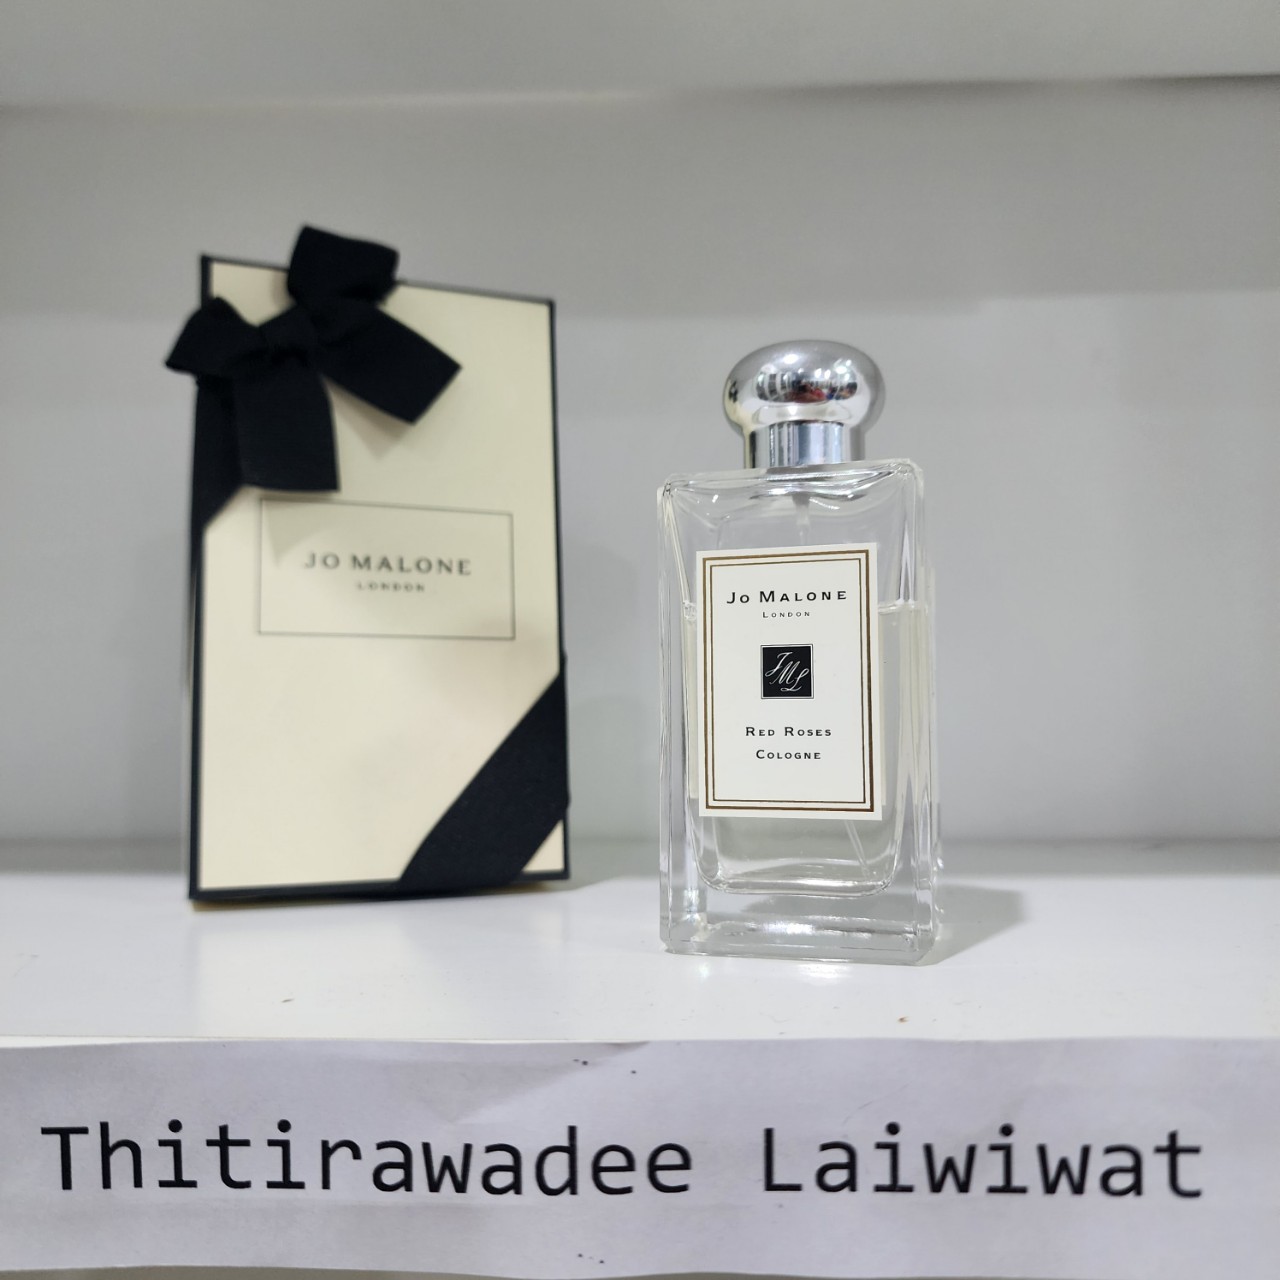 JO MALONE
LONDON
JO MALONE
LONDON
JML
RED ROSES
COLOGNE
Thitirawadee Laiwiwat